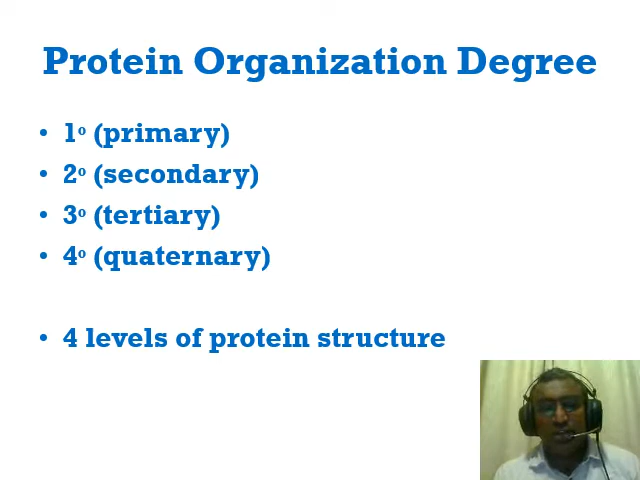 Protein Organization Degree
• 1º (primary)
• 2º (secondary)
• 3º (tertiary)
• 4º (quaternary)
• 4 levels of protein structure